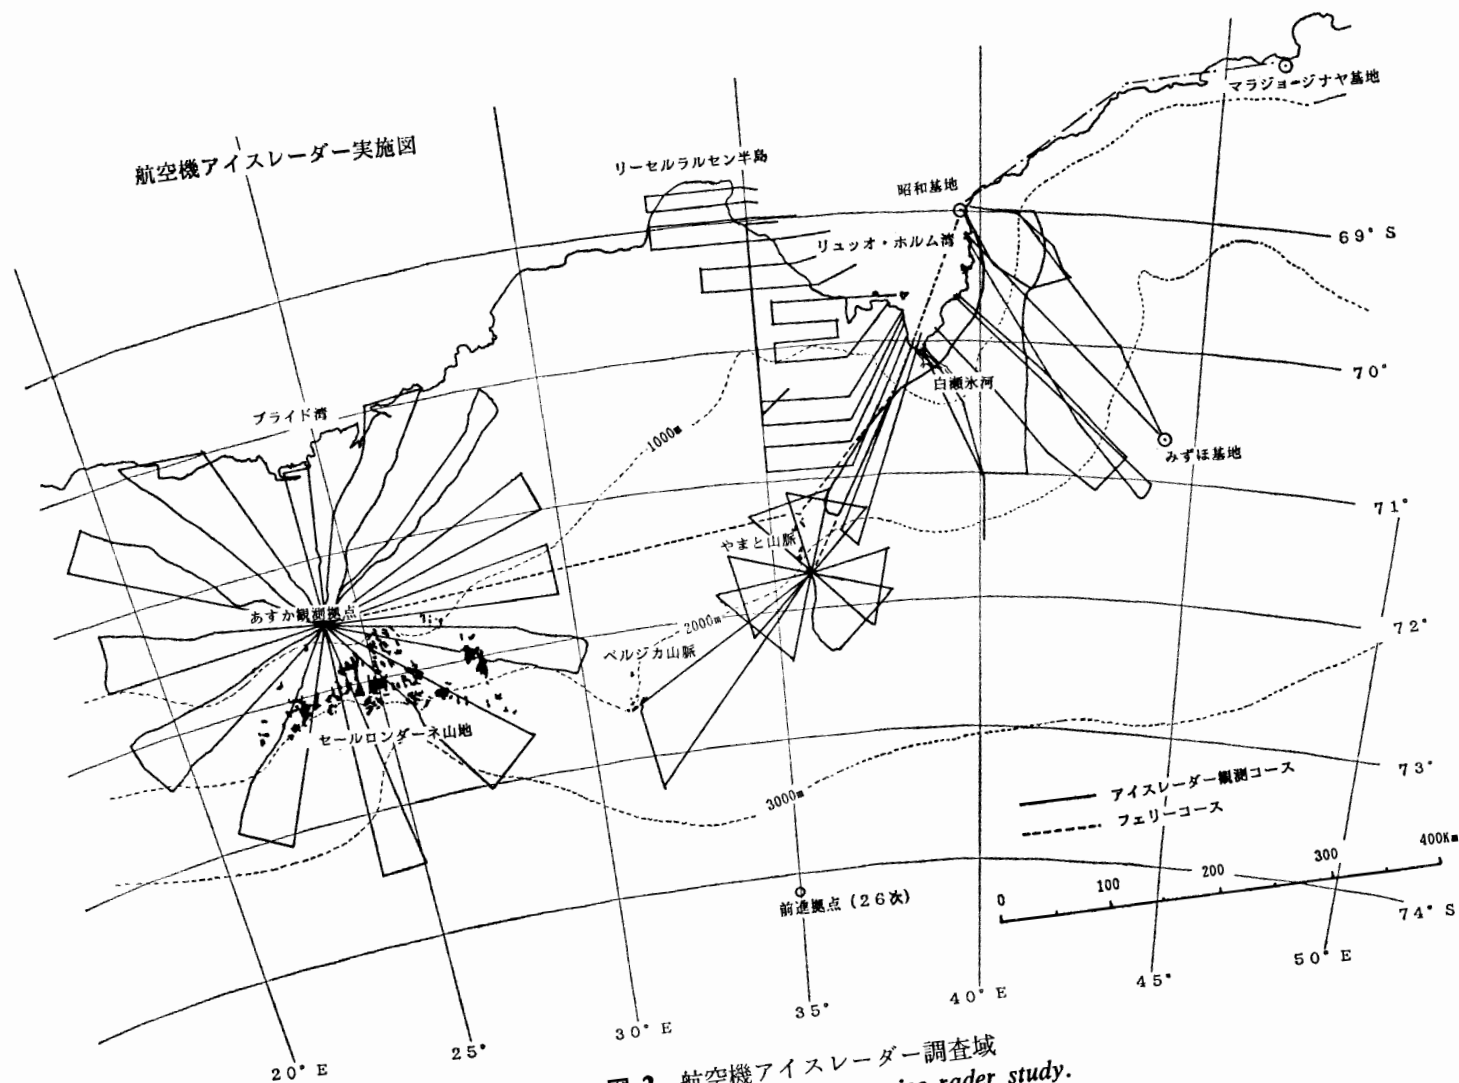 航空機アイスレーダー実施図
マラジョージナヤ基地
リーセルラルセン半島
昭和基地
リュッオ・ホルム湾
69° S
70°
白瀬氷河
ブライド湾
1000m
みずほ基地
71°
やまと山脈
あすか観測拠点
2000m
72°
ベルジカ山脈
セールロンダーネ山地
73°
アイスレーダー観測コース
3000m
フェリーコース
0 100 200 300 400Km
前進拠点(26次)
74° S
50° E
45°
40° E
35°
30° E
25°
20° E
図 2 航空機アイスレーダー調査域
rader study.